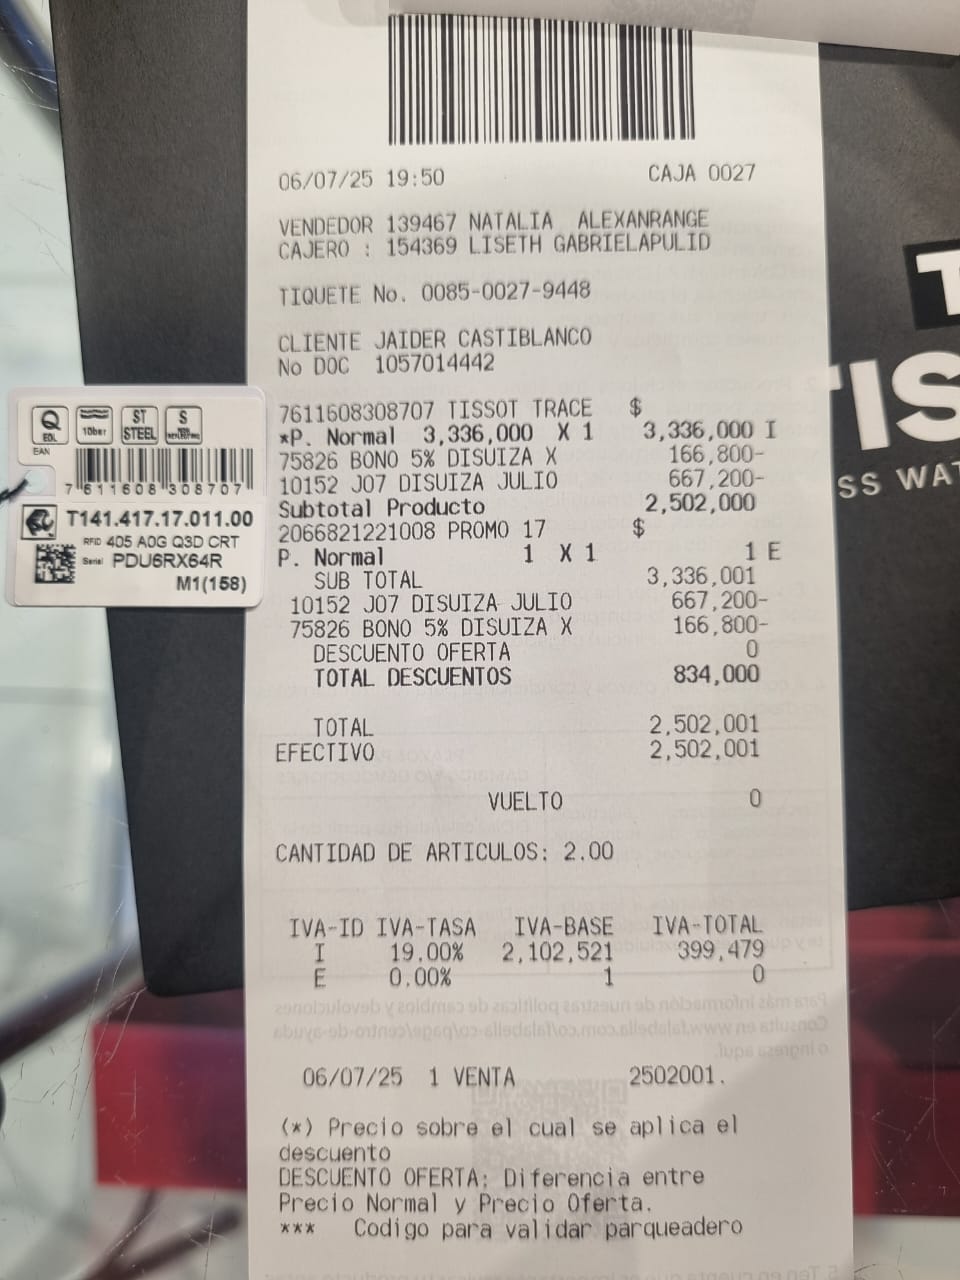 06/07/25 19:50 CAJA 0027
VENDEDOR 139467 NATALIA ALEXANRANGE
CAJERO : 154369 LISETH GABRIELAPULID
TIQUETE No. 0085-0027-9448
CLIENTE JAIDER CASTIBLANCO
No DOC 1057014442
7611608308707 TISSOT TRACE $
*P. Normal 3,336,000 X 1 3,336,000 I
75826 BONO 5% DISUIZA X 166,800-
10152 J07 DISUIZA JULIO 667,200-
Subtotal Producto 2,502,000
2066821221008 PROMO 17 $
P. Normal 1 X 1 1 E
SUB TOTAL 3,336,001
10152 J07 DISUIZA JULIO 667,200-
75826 BONO 5% DISUIZA X 166,800-
DESCUENTO OFERTA 0
TOTAL DESCUENTOS 834,000
TOTAL 2,502,001
EFECTIVO 2,502,001
VUELTO 0
CANTIDAD DE ARTICULOS: 2.00
IVA-ID IVA-TASA IVA-BASE IVA-TOTAL
I 19.00% 2,102,521 399,479
E 0.00% 1 0
06/07/25 1 VENTA 2502001.
(*) Precio sobre el cual se aplica el
descuento
DESCUENTO OFERTA: Diferencia entre
Precio Normal y Precio Oferta.
*** Codigo para validar parqueadero
Q EOL
10ber
ST STEEL
S
EAN
7 611608 308707
T141.417.17.011.00
RFID 405 A0G Q3D CRT
Serial PDU6RX64R
M1(158)
T
TIS
SS WAT